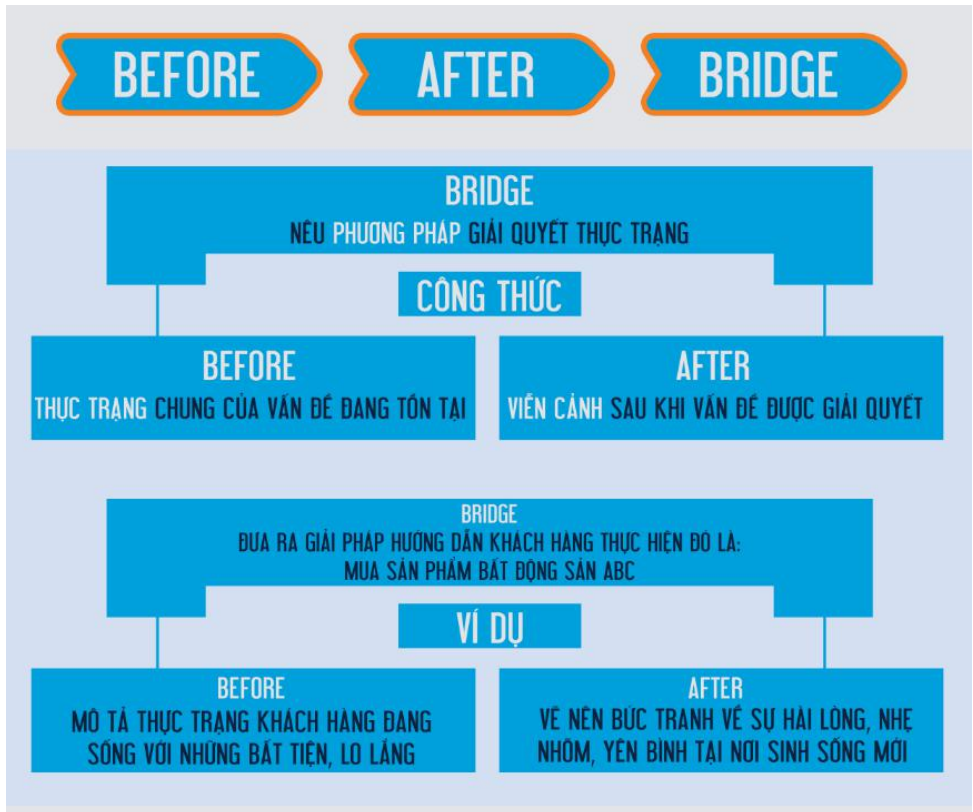 BEFORE
AFTER
BRIDGE
BRIDGE
NÊU PHƯƠNG PHÁP GIẢI QUYẾT THỰC TRẠNG
CÔNG THỨC
BEFORE
THỰC TRẠNG CHUNG CỦA VẤN ĐỀ ĐANG TỒN TẠI
AFTER
VIỄN CẢNH SAU KHI VẤN ĐỀ ĐƯỢC GIẢI QUYẾT
BRIDGE
ĐƯA RA GIẢI PHÁP HƯỚNG DẪN KHÁCH HÀNG THỰC HIỆN ĐÓ LÀ:
MUA SẢN PHẨM BẤT ĐỘNG SẢN ABC
VÍ DỤ
BEFORE
MÔ TẢ THỰC TRẠNG KHÁCH HÀNG ĐANG
SỐNG VỚI NHỮNG BẤT TIỆN, LO LẮNG
AFTER
VẼ NÊN BỨC TRANH VỀ SỰ HÀI LÒNG, NHẸ
NHÕM, YÊN BÌNH TẠI NƠI SINH SỐNG MỚI